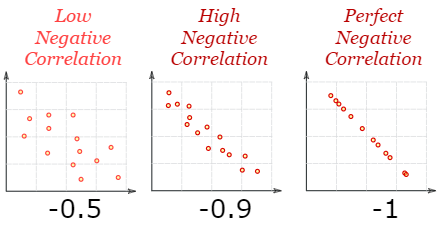 Low
Negative
Correlation
High
Negative
Correlation
Perfect
Negative
Correlation
-0.5
-0.9
-1